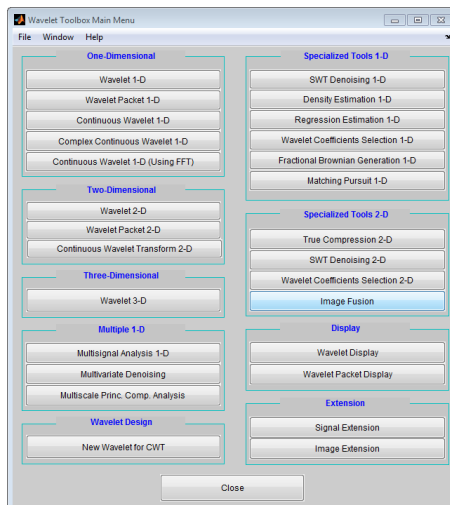 Wavelet Toolbox Main Menu
File Window Help
One-Dimensional
Wavelet 1-D
Wavelet Packet 1-D
Continuous Wavelet 1-D
Complex Continuous Wavelet 1-D
Continuous Wavelet 1-D (Using FFT)
Two-Dimensional
Wavelet 2-D
Wavelet Packet 2-D
Continuous Wavelet Transform 2-D
Three-Dimensional
Wavelet 3-D
Multiple 1-D
Multisignal Analysis 1-D
Multivariate Denoising
Multiscale Princ. Comp. Analysis
Wavelet Design
New Wavelet for CWT
Specialized Tools 1-D
SWT Denoising 1-D
Density Estimation 1-D
Regression Estimation 1-D
Wavelet Coefficients Selection 1-D
Fractional Brownian Generation 1-D
Matching Pursuit 1-D
Specialized Tools 2-D
True Compression 2-D
SWT Denoising 2-D
Wavelet Coefficients Selection 2-D
Image Fusion
Display
Wavelet Display
Wavelet Packet Display
Extension
Signal Extension
Image Extension
Close